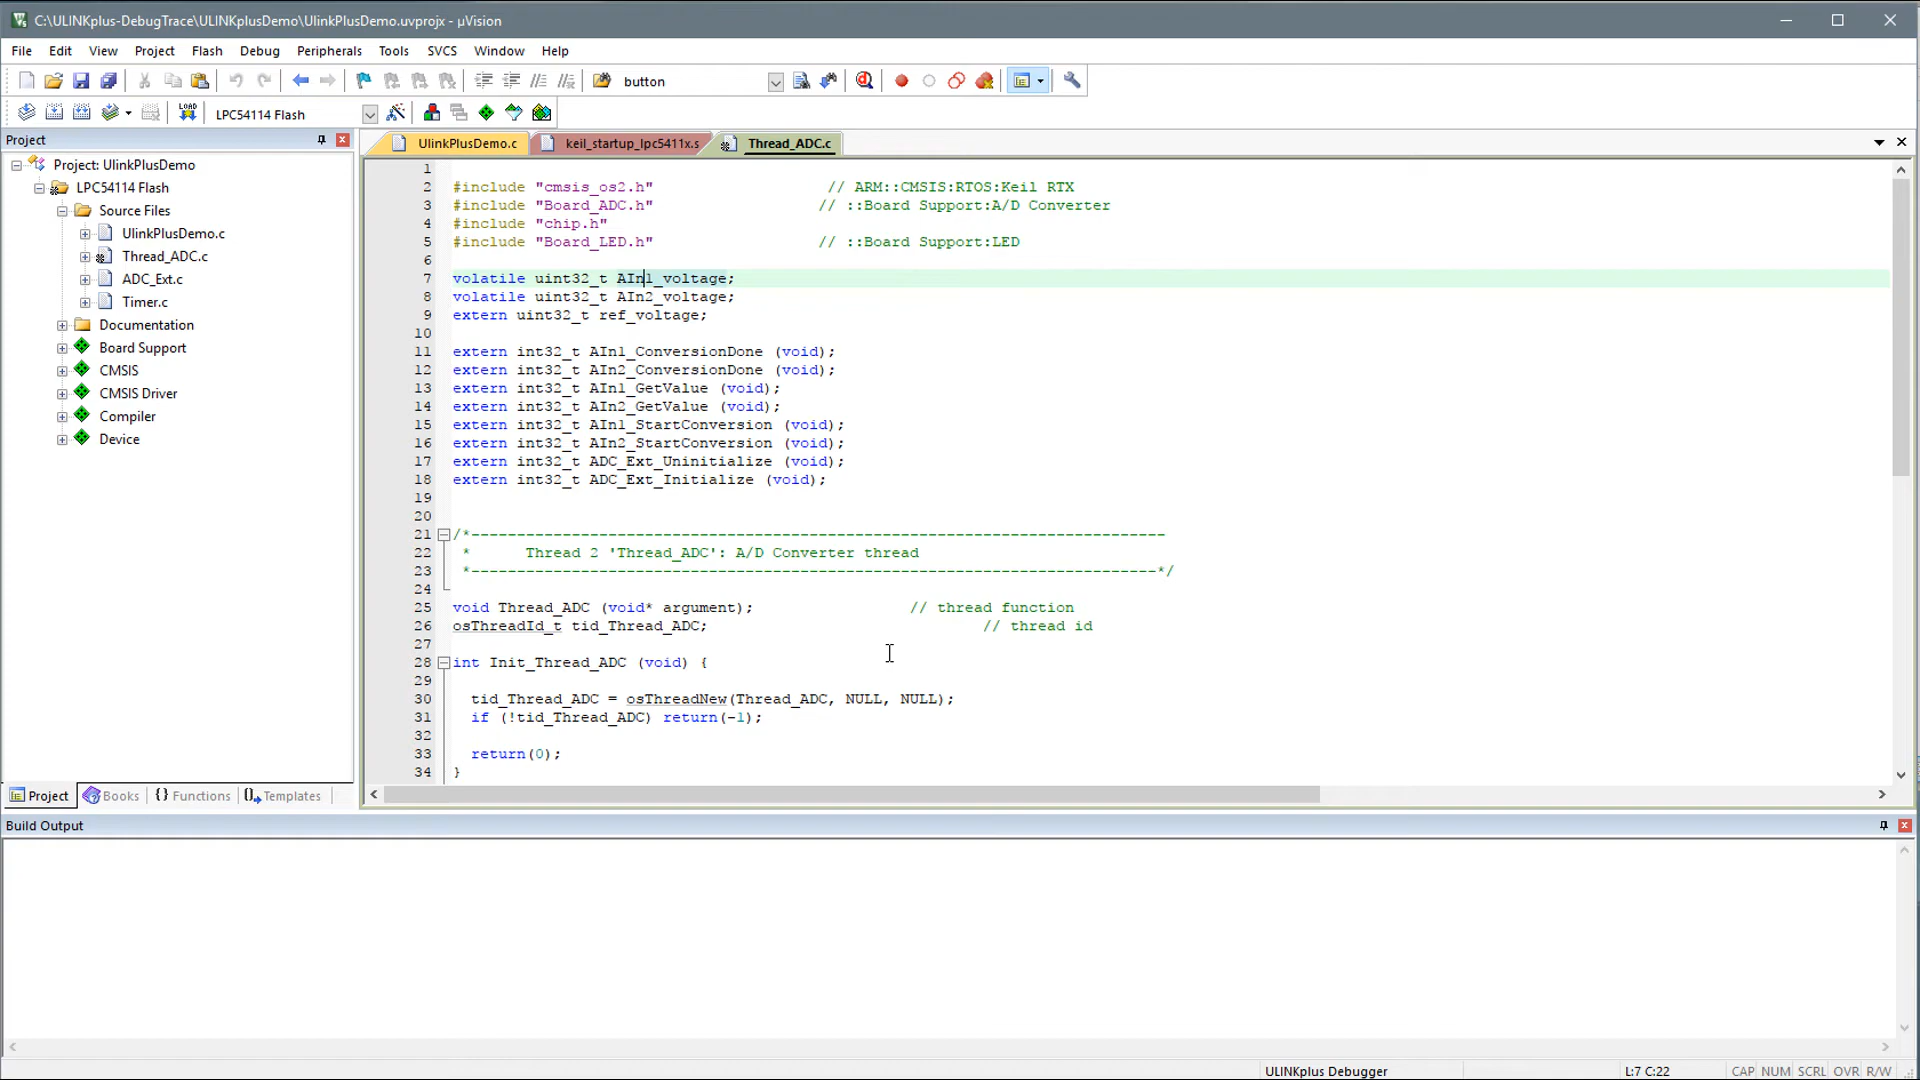 C:\ULINKplus-DebugTrace\ULINKplusDemo\UlinkPlusDemo.uvprojx - µVision
File Edit View Project Flash Debug Peripherals Tools SVCS Window Help
button
LOAD LPC54114 Flash
Project
UlinkPlusDemo.c keil_startup_lpc5411x.s Thread_ADC.c
Project: UlinkPlusDemo
LPC54114 Flash
Source Files
UlinkPlusDemo.c
Thread_ADC.c
ADC_Ext.c
Timer.c
Documentation
Board Support
CMSIS
CMSIS Driver
Compiler
Device
Project Books {} Functions Templates
1
2 #include "cmsis_os2.h" // ARM::CMSIS:RTOS:Keil RTX
3 #include "Board_ADC.h" // ::Board Support:A/D Converter
4 #include "chip.h"
5 #include "Board_LED.h" // ::Board Support:LED
6
7 volatile uint32_t AIn1_voltage;
8 volatile uint32_t AIn2_voltage;
9 extern uint32_t ref_voltage;
10
11 extern int32_t AIn1_ConversionDone (void);
12 extern int32_t AIn2_ConversionDone (void);
13 extern int32_t AIn1_GetValue (void);
14 extern int32_t AIn2_GetValue (void);
15 extern int32_t AIn1_StartConversion (void);
16 extern int32_t AIn2_StartConversion (void);
17 extern int32_t ADC_Ext_Uninitialize (void);
18 extern int32_t ADC_Ext_Initialize (void);
19
20
21 /*----------------------------------------------------------------------------
22 * Thread 2 'Thread_ADC': A/D Converter thread
23 *---------------------------------------------------------------------------*/
24
25 void Thread_ADC (void* argument); // thread function
26 osThreadId_t tid_Thread_ADC; // thread id
27
28 int Init_Thread_ADC (void) {
29
30 tid_Thread_ADC = osThreadNew(Thread_ADC, NULL, NULL);
31 if (!tid_Thread_ADC) return(-1);
32
33 return(0);
34 }
Build Output
ULINKplus Debugger L:7 C:22 CAP NUM SCRL OVR R/W